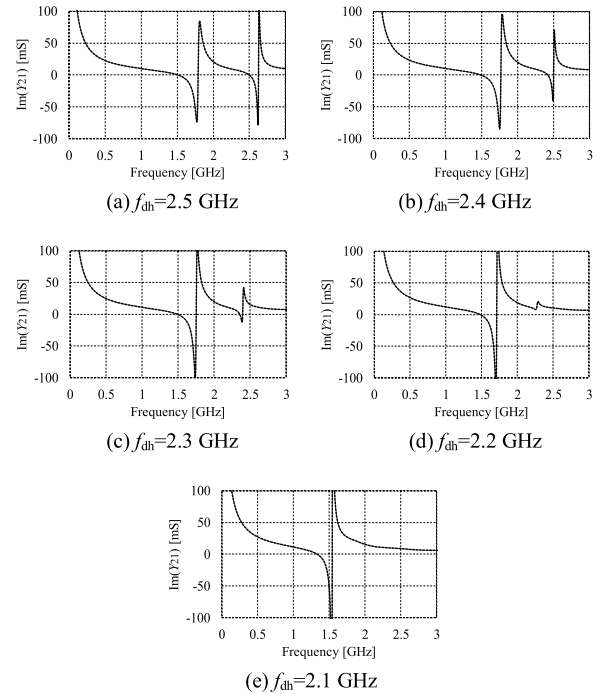 100 50 0 -50 -100
Im(Y21) [mS]
0 0.5 1 1.5 2 2.5 3
Frequency [GHz]
(a) fdh=2.5 GHz
100 50 0 -50 -100
Im(Y21) [mS]
0 0.5 1 1.5 2 2.5 3
Frequency [GHz]
(b) fdh=2.4 GHz
100 50 0 -50 -100
Im(Y21) [mS]
0 0.5 1 1.5 2 2.5 3
Frequency [GHz]
(c) fdh=2.3 GHz
100 50 0 -50 -100
Im(Y21) [mS]
0 0.5 1 1.5 2 2.5 3
Frequency [GHz]
(d) fdh=2.2 GHz
100 50 0 -50 -100
Im(Y21) [mS]
0 0.5 1 1.5 2 2.5 3
Frequency [GHz]
(e) fdh=2.1 GHz